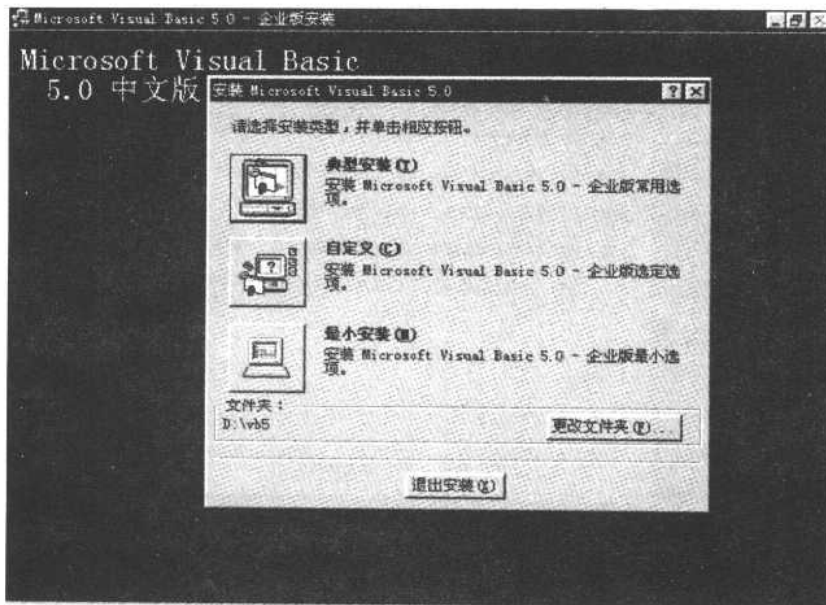 Microsoft Visual Basic 5.0 - 企业版安装
Microsoft Visual Basic
5.0 中文版
安装 Microsoft Visual Basic 5.0
请选择安装类型，并单击相应按钮。
典型安装(T)
安装 Microsoft Visual Basic 5.0 - 企业版常用选
项。
自定义(C)
安装 Microsoft Visual Basic 5.0 - 企业版选定选
项。
最小安装(M)
安装 Microsoft Visual Basic 5.0 - 企业版最小选
项。
文件夹：
D:\vb5
更改文件夹(F)...
退出安装(X)